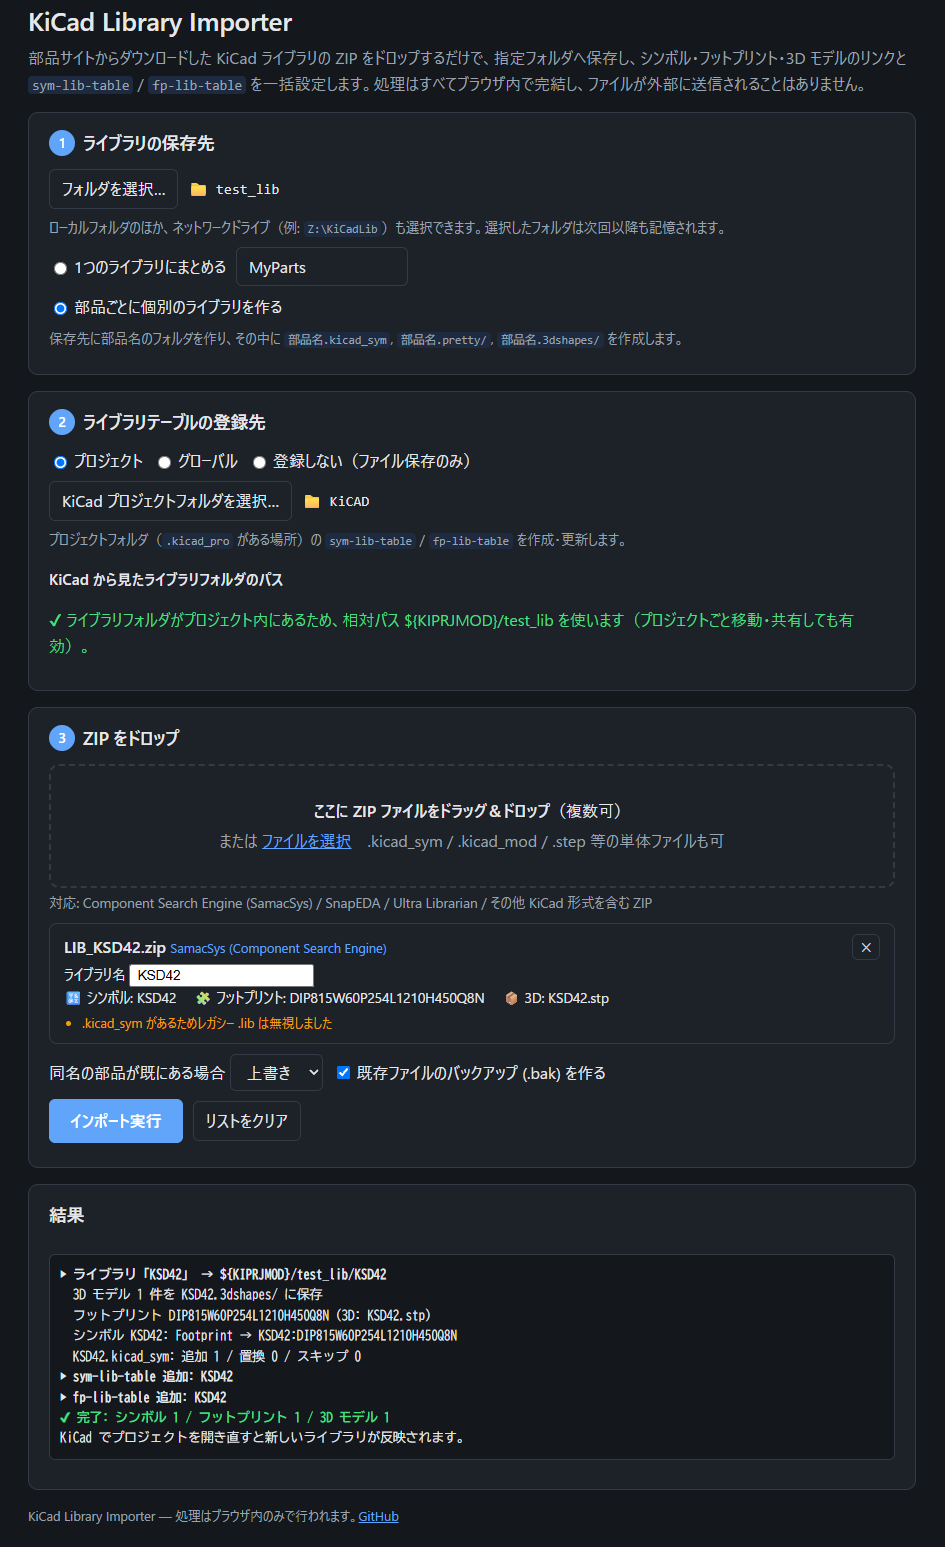 KiCad Library Importer
部品サイトからダウンロードした KiCad ライブラリの ZIP をドロップするだけで、指定フォルダへ保存し、シンボル・フットプリント・3D モデルのリンクと
sym-lib-table / fp-lib-table を一括設定します。処理はすべてブラウザ内で完結し、ファイルが外部に送信されることはありません。
1 ライブラリの保存先
フォルダを選択... test_lib
ローカルフォルダのほか、ネットワークドライブ（例: Z:\KiCadLib）も選択できます。選択したフォルダは次回以降も記憶されます。
1つのライブラリにまとめる MyParts
部品ごとに個別のライブラリを作る
保存先に部品名のフォルダを作り、その中に 部品名.kicad_sym, 部品名.pretty/, 部品名.3dshapes/ を作成します。
2 ライブラリテーブルの登録先
プロジェクト グローバル 登録しない（ファイル保存のみ）
KiCad プロジェクトフォルダを選択... KiCAD
プロジェクトフォルダ（.kicad_pro がある場所）の sym-lib-table / fp-lib-table を作成・更新します。
KiCad から見たライブラリフォルダのパス
✔ ライブラリフォルダがプロジェクト内にあるため、相対パス ${KIPRJMOD}/test_lib を使います（プロジェクトごと移動・共有しても有
効）。
3 ZIP をドロップ
ここに ZIP ファイルをドラッグ＆ドロップ（複数可）
または ファイルを選択 .kicad_sym / .kicad_mod / .step 等の単体ファイルも可
対応: Component Search Engine (SamacSys) / SnapEDA / Ultra Librarian / その他 KiCad 形式を含む ZIP
LIB_KSD42.zip SamacSys (Component Search Engine) ×
ライブラリ名 KSD42
シンボル: KSD42 フットプリント: DIP815W60P254L1210H450Q8N 3D: KSD42.stp
• .kicad_sym があるためレガシー .lib は無視しました
同名の部品が既にある場合 上書き 既存ファイルのバックアップ (.bak) を作る
インポート実行 リストをクリア
結果
▶ ライブラリ「KSD42」 → ${KIPRJMOD}/test_lib/KSD42
3D モデル 1 件を KSD42.3dshapes/ に保存
フットプリント DIP815W60P254L1210H450Q8N (3D: KSD42.stp)
シンボル KSD42: Footprint → KSD42:DIP815W60P254L1210H450Q8N
KSD42.kicad_sym: 追加 1 / 置換 0 / スキップ 0
▶ sym-lib-table 追加: KSD42
▶ fp-lib-table 追加: KSD42
✔ 完了: シンボル 1 / フットプリント 1 / 3D モデル 1
KiCad でプロジェクトを開き直すと新しいライブラリが反映されます。
KiCad Library Importer — 処理はブラウザ内のみで行われます。GitHub